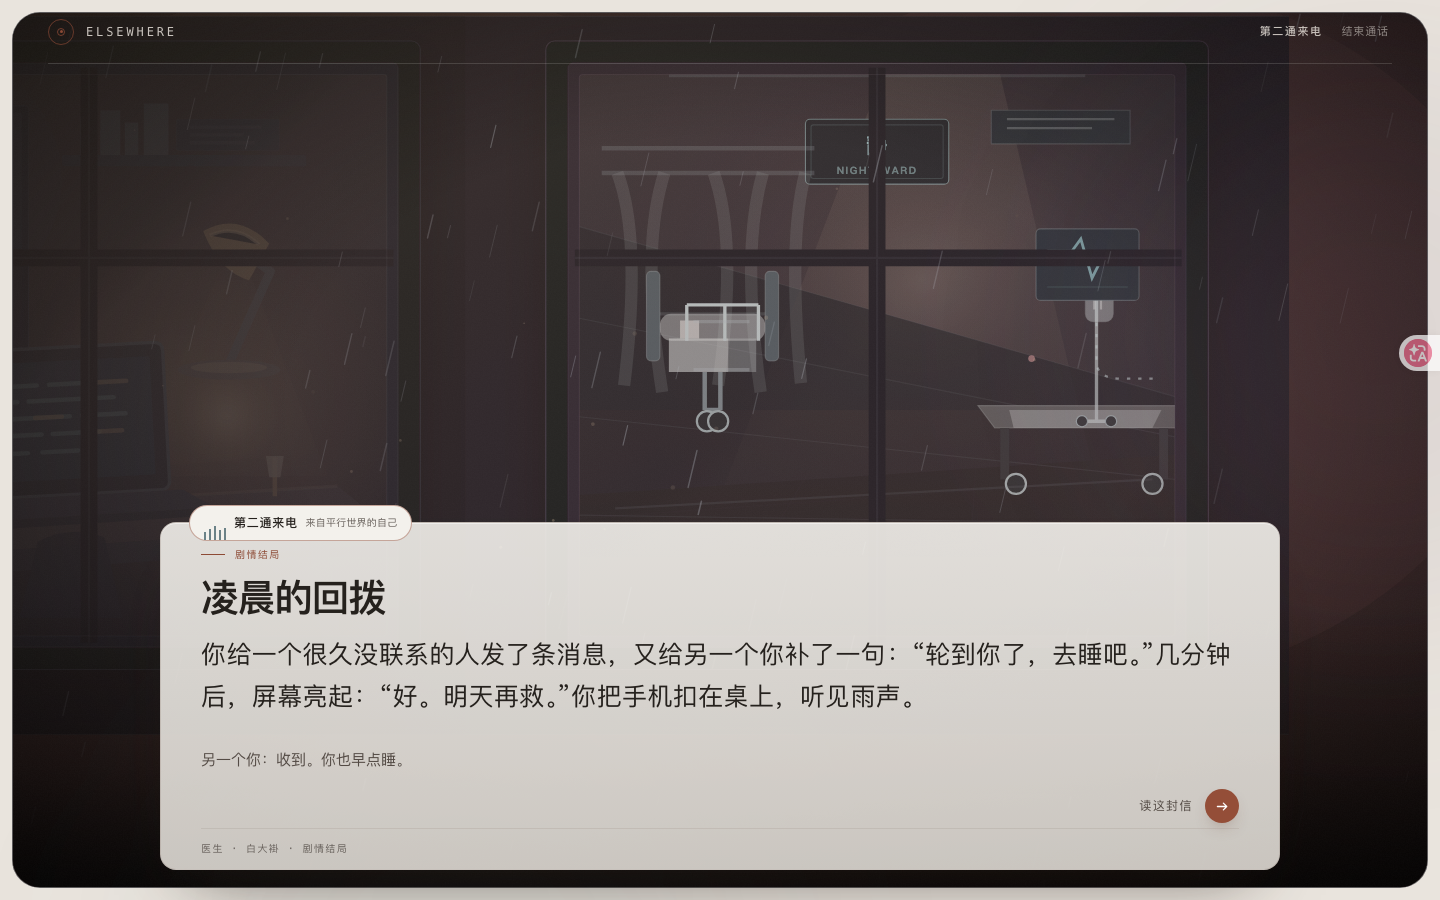 ELSEWHERE
第二通来电 结束通话
NIGHT WARD
第二通来电 来自平行世界的自己
剧情结局
凌晨的回拨
你给一个很久没联系的人发了条消息，又给另一个你补了一句：“轮到你了，去睡吧。”几分钟
后，屏幕亮起：“好。明天再救。”你把手机扣在桌上，听见雨声。
另一个你：收到。你也早点睡。
读这封信
医生 · 白大褂 · 剧情结局